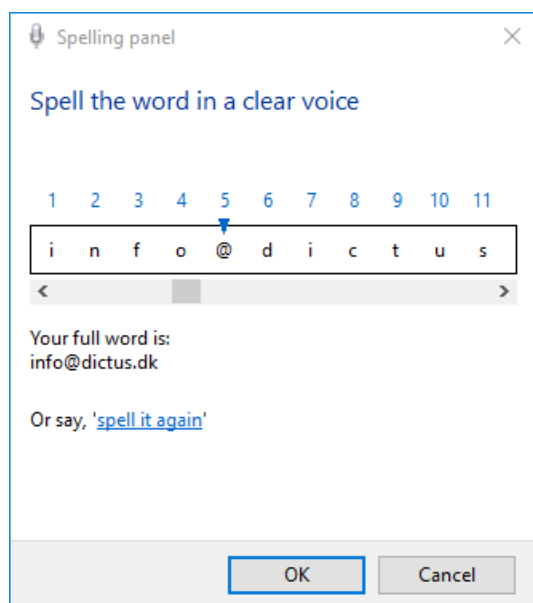 Spelling panel
Spell the word in a clear voice
1 2 3 4 5 6 7 8 9 10 11
i n f o @ d i c t u s
Your full word is:
info@dictus.dk
Or say, 'spell it again'
OK Cancel